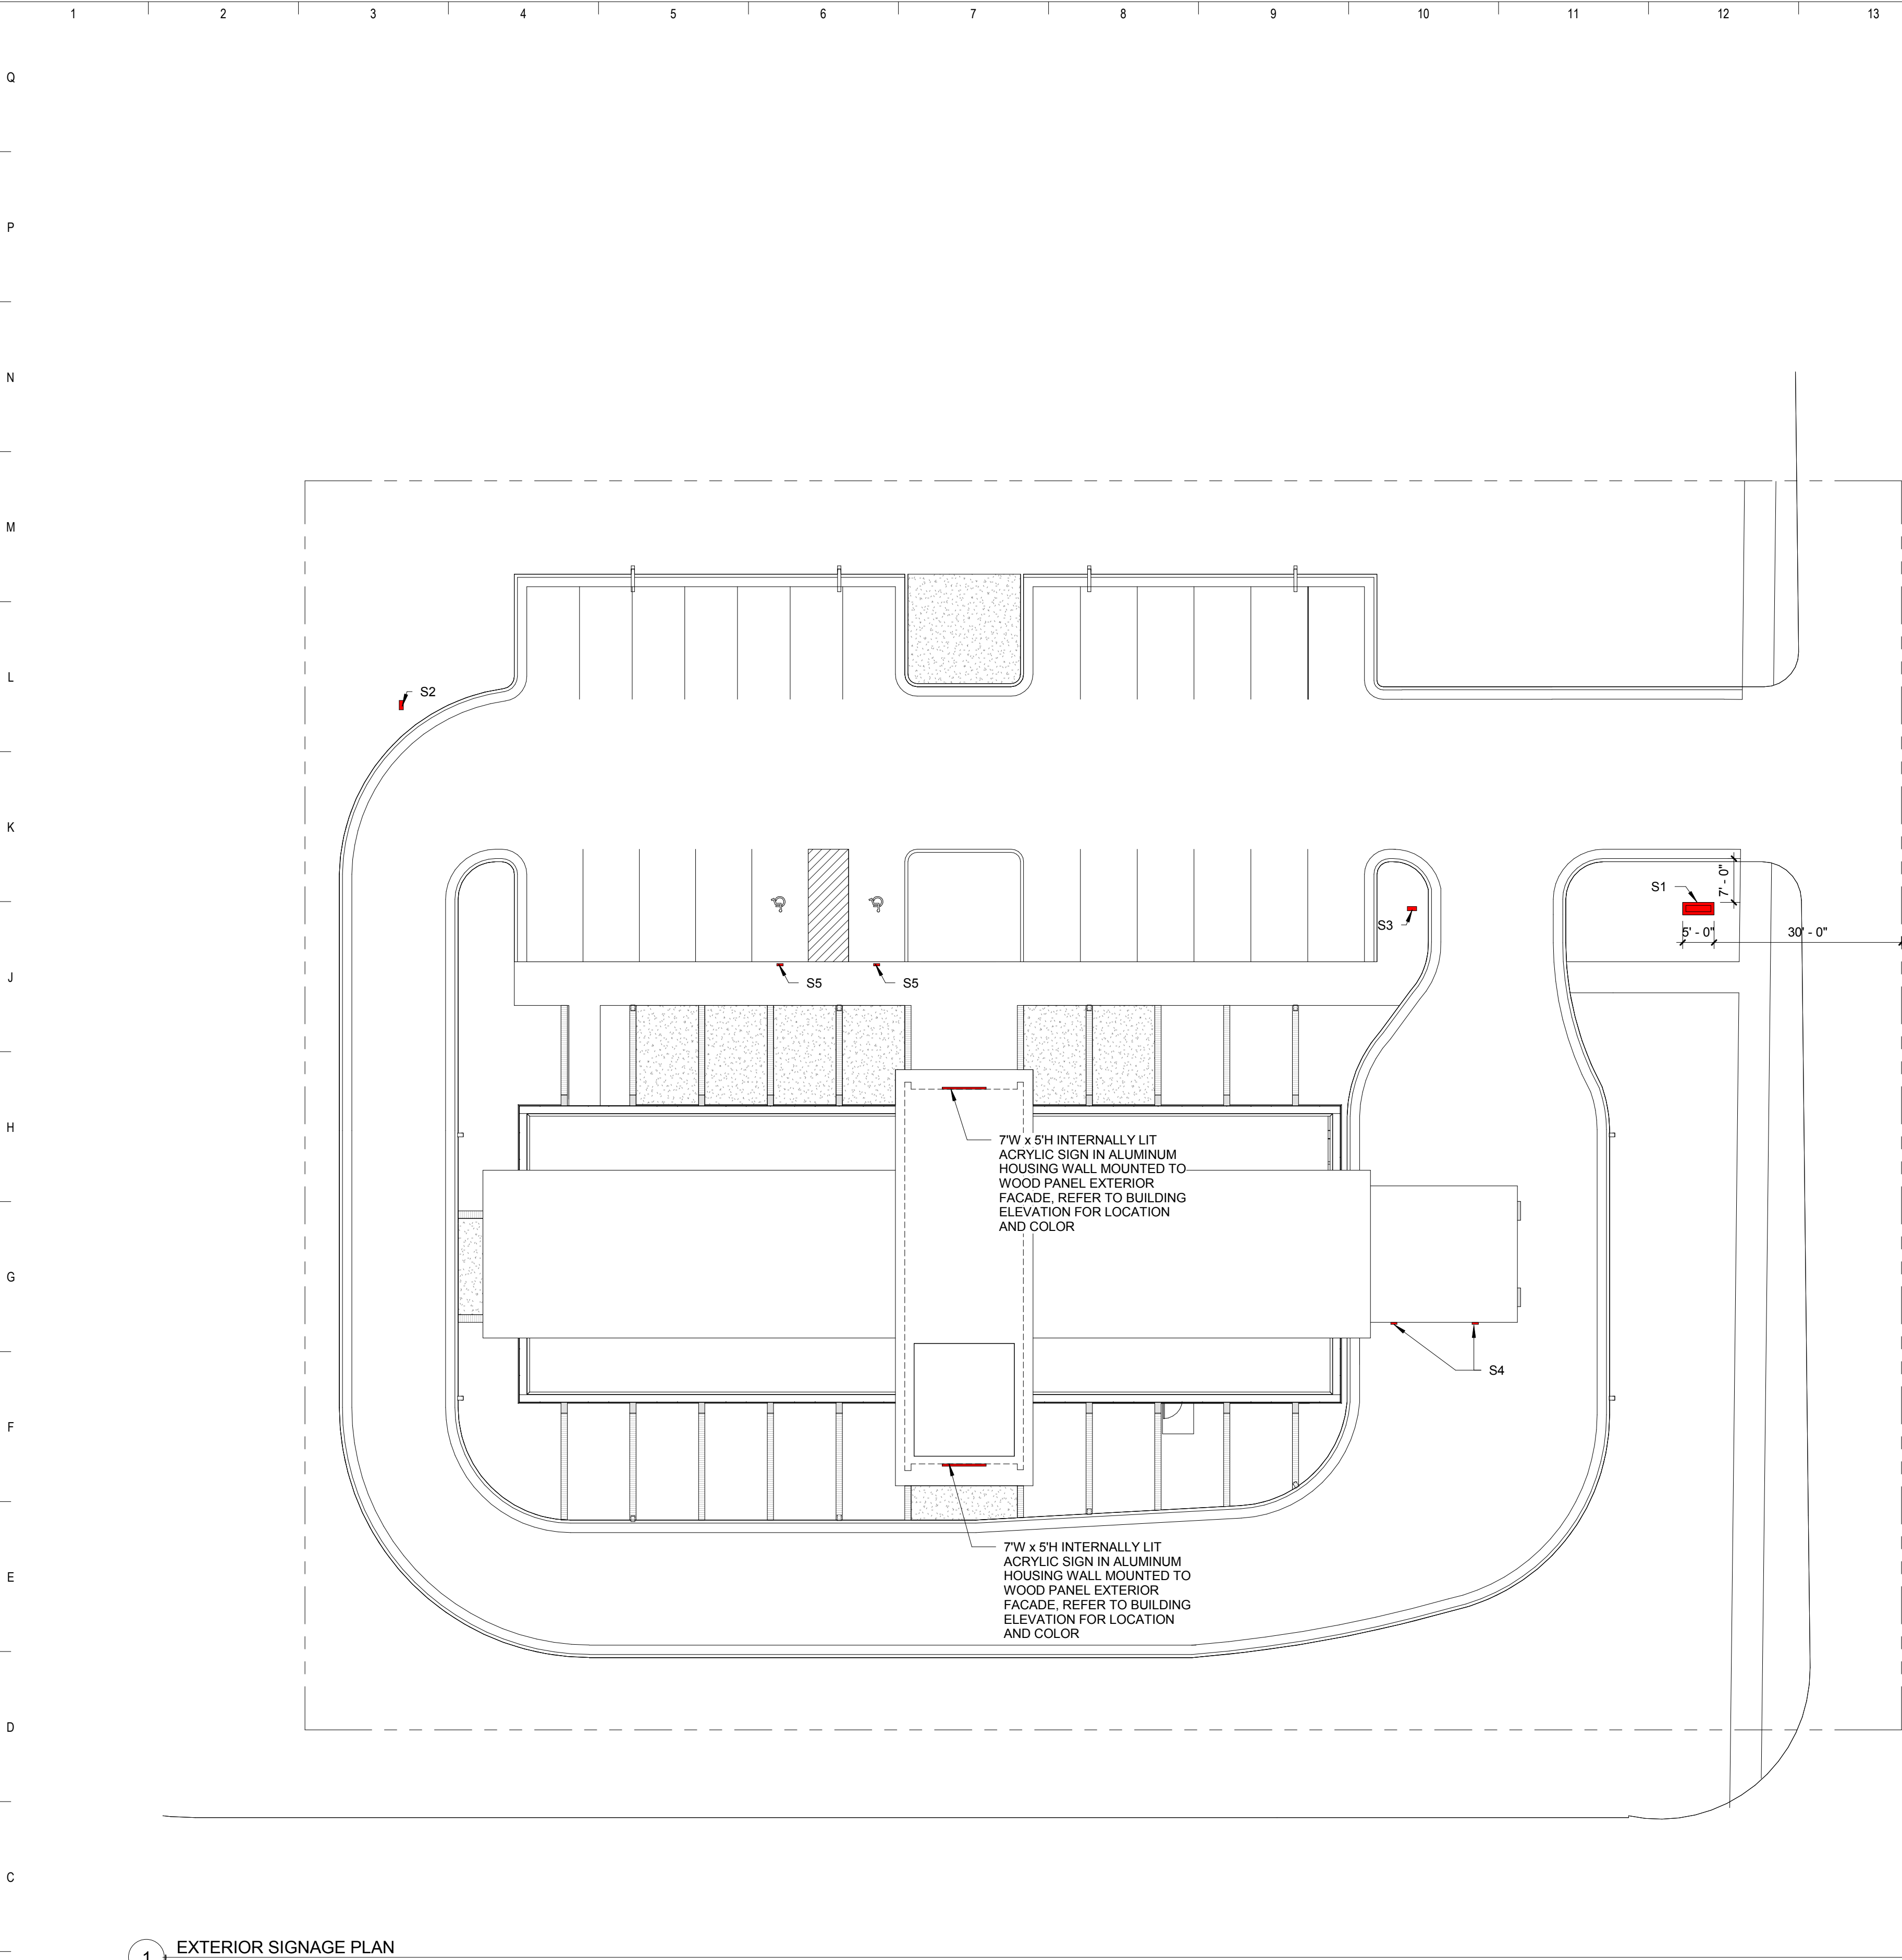 1 2 3 4 5 6 7 8 9 10 11 12 13
Q
P
N
M
L
S2
K
S1
7' - 0"
S3
5' - 0" 30' - 0"
J
S5 S5
H
7'W x 5'H INTERNALLY LIT
ACRYLIC SIGN IN ALUMINUM
HOUSING WALL MOUNTED TO
WOOD PANEL EXTERIOR
FACADE, REFER TO BUILDING
ELEVATION FOR LOCATION
AND COLOR
G
S4
F
7'W x 5'H INTERNALLY LIT
ACRYLIC SIGN IN ALUMINUM
HOUSING WALL MOUNTED TO
WOOD PANEL EXTERIOR
FACADE, REFER TO BUILDING
ELEVATION FOR LOCATION
AND COLOR
E
D
C
1 EXTERIOR SIGNAGE PLAN